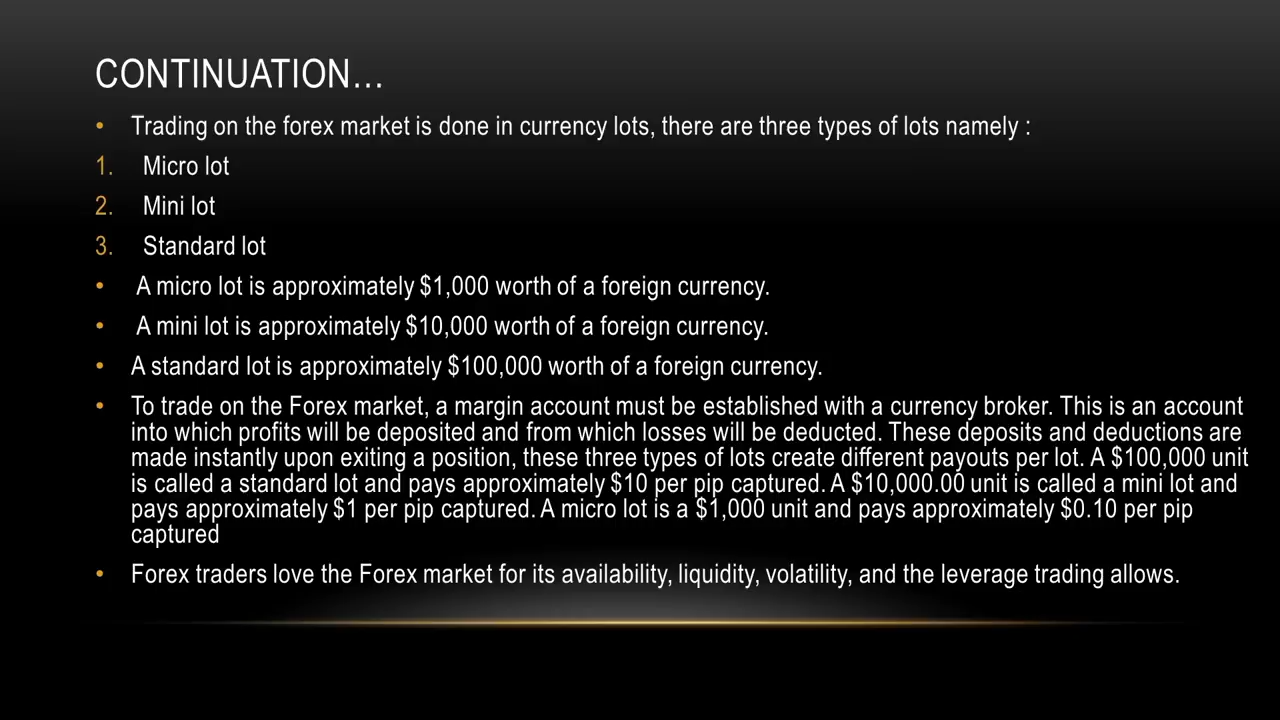 CONTINUATION…
• Trading on the forex market is done in currency lots, there are three types of lots namely :
1. Micro lot
2. Mini lot
3. Standard lot
• A micro lot is approximately $1,000 worth of a foreign currency.
• A mini lot is approximately $10,000 worth of a foreign currency.
• A standard lot is approximately $100,000 worth of a foreign currency.
• To trade on the Forex market, a margin account must be established with a currency broker. This is an account
into which profits will be deposited and from which losses will be deducted. These deposits and deductions are
made instantly upon exiting a position, these three types of lots create different payouts per lot. A $100,000 unit
is called a standard lot and pays approximately $10 per pip captured. A $10,000.00 unit is called a mini lot and
pays approximately $1 per pip captured. A micro lot is a $1,000 unit and pays approximately $0.10 per pip
captured
• Forex traders love the Forex market for its availability, liquidity, volatility, and the leverage trading allows.